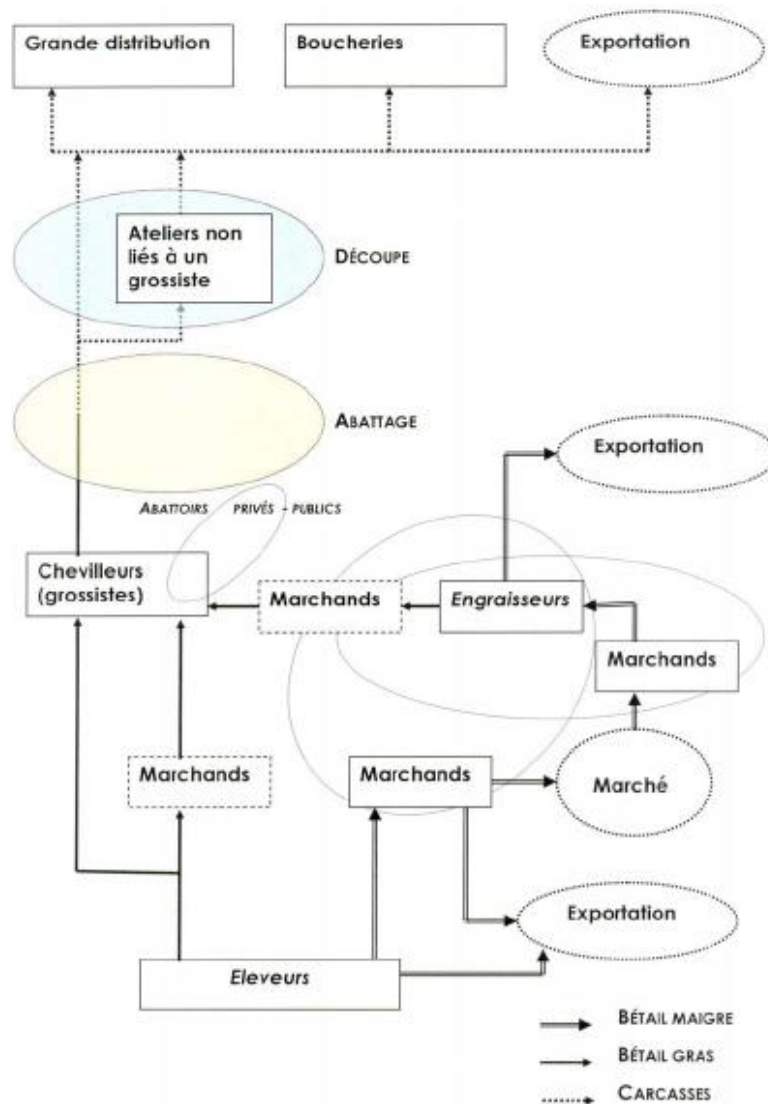 Grande distribution
Boucheries
Exportation
Ateliers non
liés à un
grossiste
DÉCOUPE
ABATTAGE
Exportation
ABATTOIRS PRIVÉS - PUBLICS
Chevilleurs
(grossistes)
Marchands
Engraisseurs
Marchands
Marchands
Marchands
Marché
Exportation
Eleveurs
BÉTAIL MAIGRE
BÉTAIL GRAS
CARCASSES